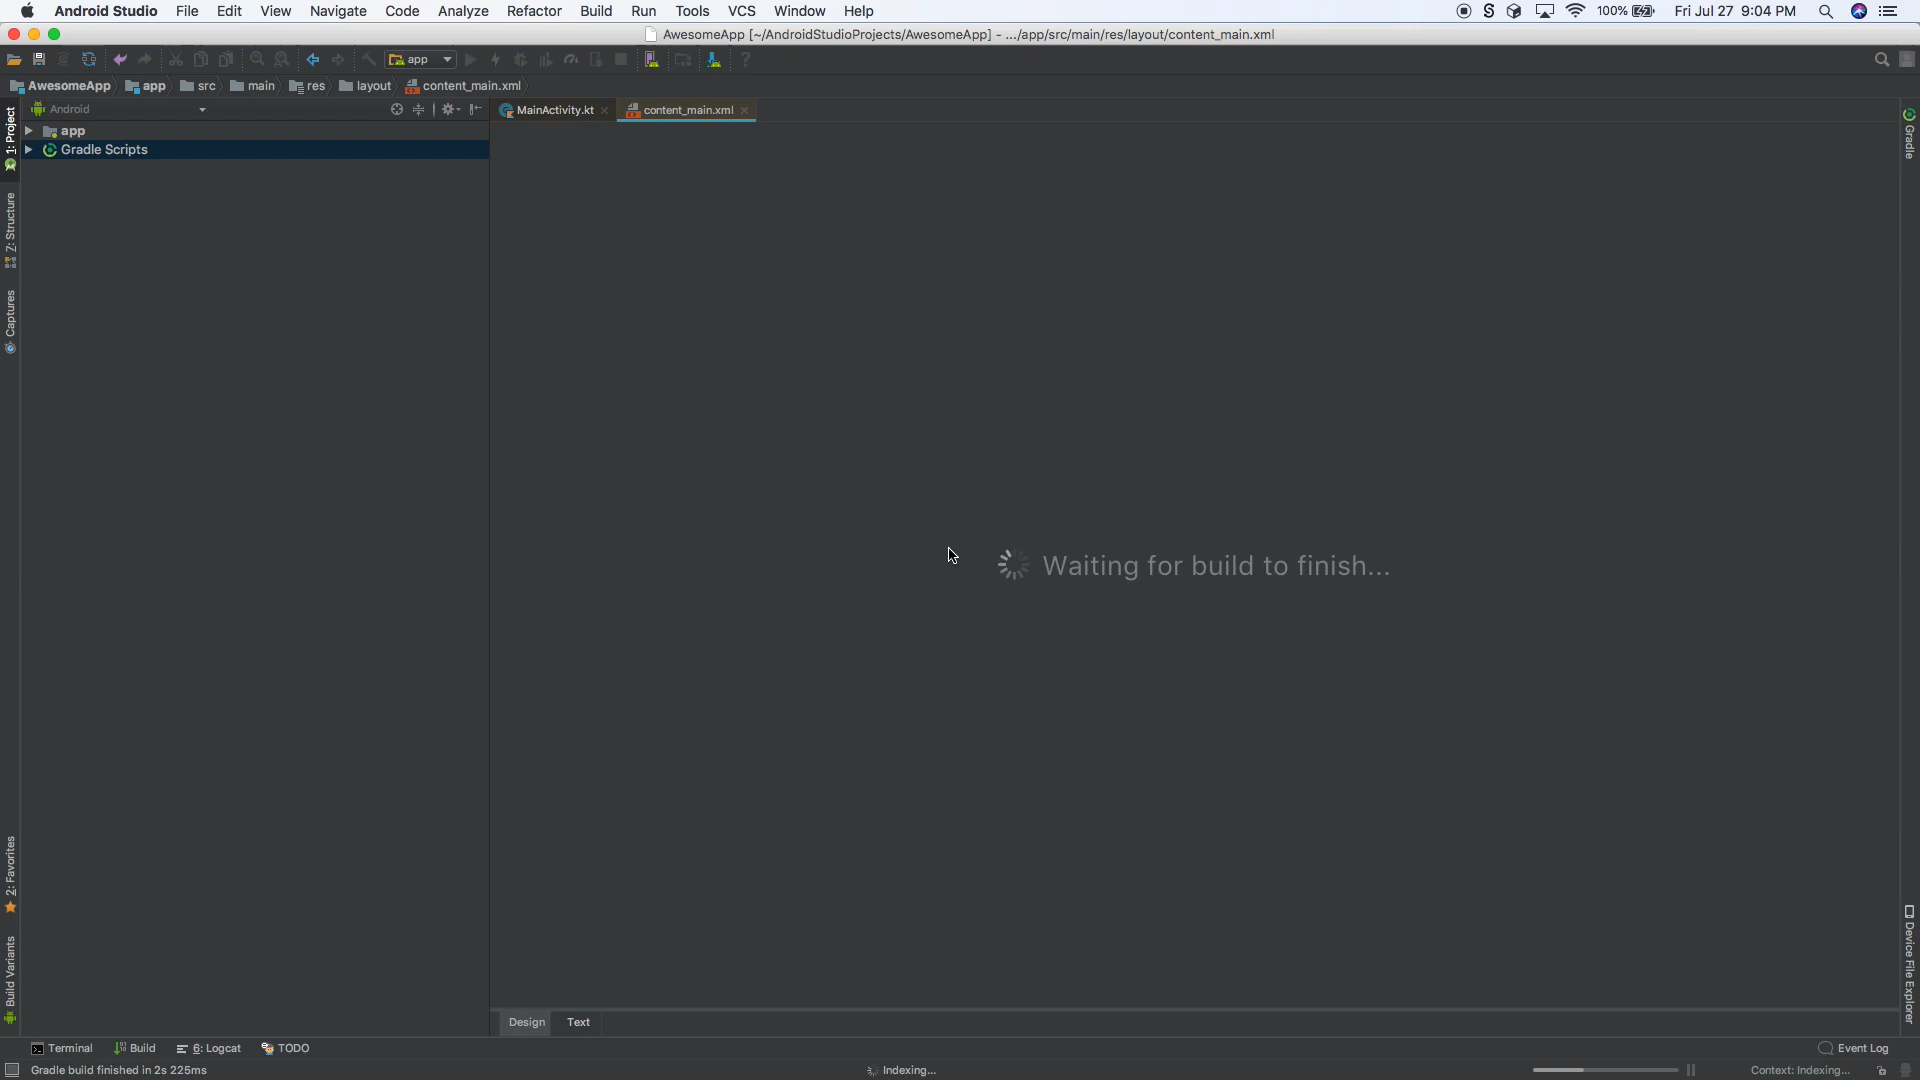 Android Studio File Edit View Navigate Code Analyze Refactor Build Run Tools VCS Window Help 100% Fri Jul 27 9:04 PM
AwesomeApp [~/AndroidStudioProjects/AwesomeApp] - .../app/src/main/res/layout/content_main.xml
app
AwesomeApp app src main res layout content_main.xml
Android
MainActivity.kt content_main.xml
app
Gradle Scripts
1: Project
7: Structure
Captures
2: Favorites
Build Variants
Waiting for build to finish...
Gradle
Device File Explorer
Design Text
Terminal Build 6: Logcat TODO Event Log
Gradle build finished in 2s 225ms Indexing... Context: Indexing...